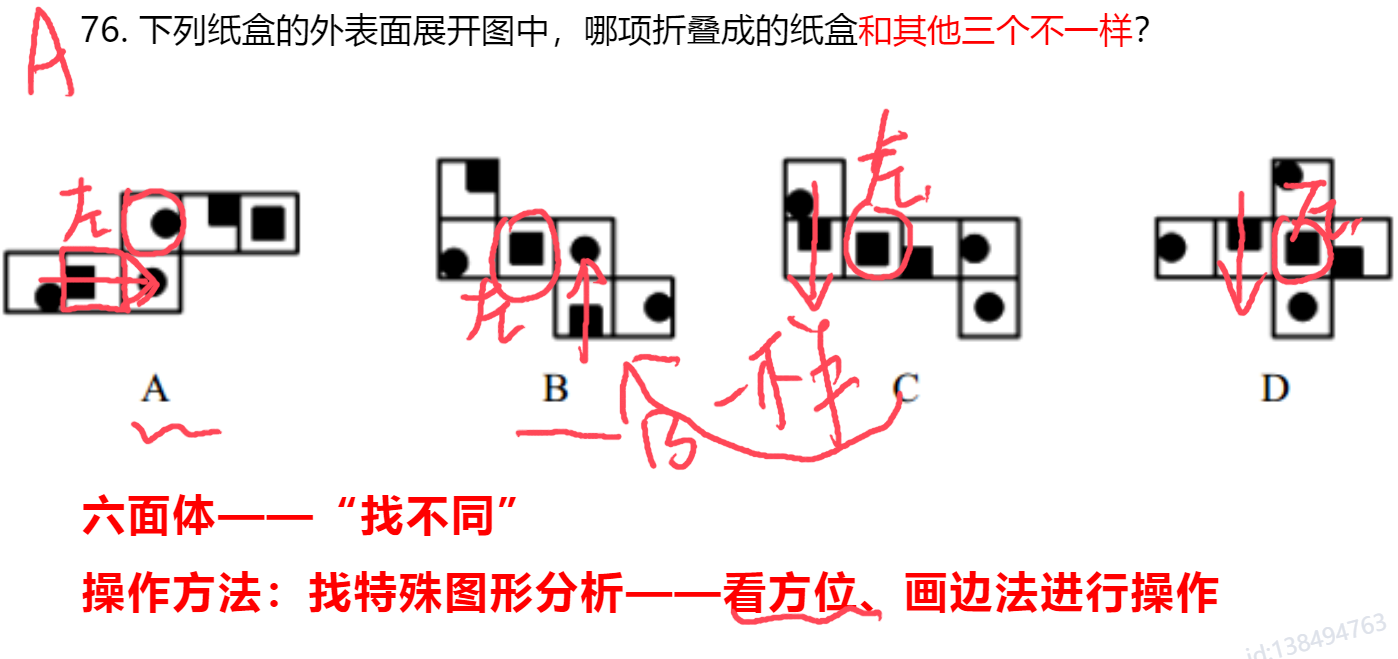 A
76. 下列纸盒的外表面展开图中，哪项折叠成的纸盒和其他三个不一样?
左
左
左
左
一样
A B C D
B
六面体——“找不同”
操作方法：找特殊图形分析——看方位、画边法进行操作
id:138494763